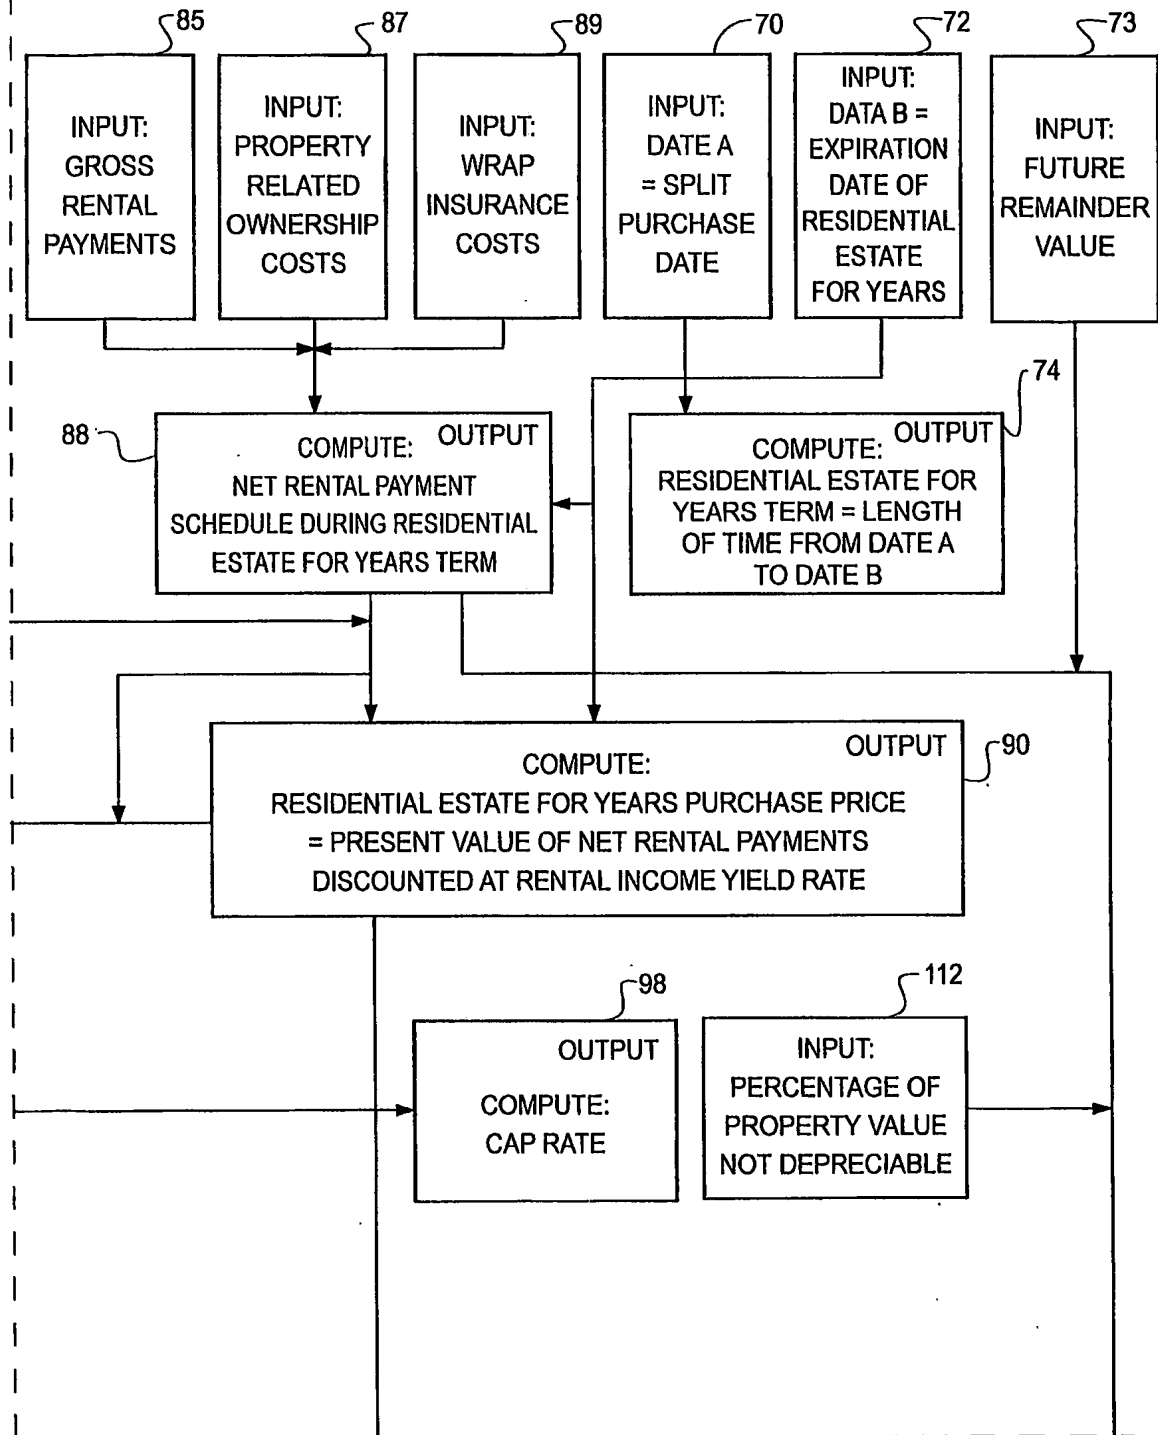 85
87
89
70
72
73
INPUT:
GROSS
RENTAL
PAYMENTS
INPUT:
PROPERTY
RELATED
OWNERSHIP
COSTS
INPUT:
WRAP
INSURANCE
COSTS
INPUT:
DATE A
= SPLIT
PURCHASE
DATE
INPUT:
DATA B =
EXPIRATION
DATE OF
RESIDENTIAL
ESTATE
FOR YEARS
INPUT:
FUTURE
REMAINDER
VALUE
88
OUTPUT
COMPUTE:
NET RENTAL PAYMENT
SCHEDULE DURING RESIDENTIAL
ESTATE FOR YEARS TERM
74
OUTPUT
COMPUTE:
RESIDENTIAL ESTATE FOR
YEARS TERM = LENGTH
OF TIME FROM DATE A
TO DATE B
90
OUTPUT
COMPUTE:
RESIDENTIAL ESTATE FOR YEARS PURCHASE PRICE
= PRESENT VALUE OF NET RENTAL PAYMENTS
DISCOUNTED AT RENTAL INCOME YIELD RATE
98
OUTPUT
COMPUTE:
CAP RATE
112
INPUT:
PERCENTAGE OF
PROPERTY VALUE
NOT DEPRECIABLE